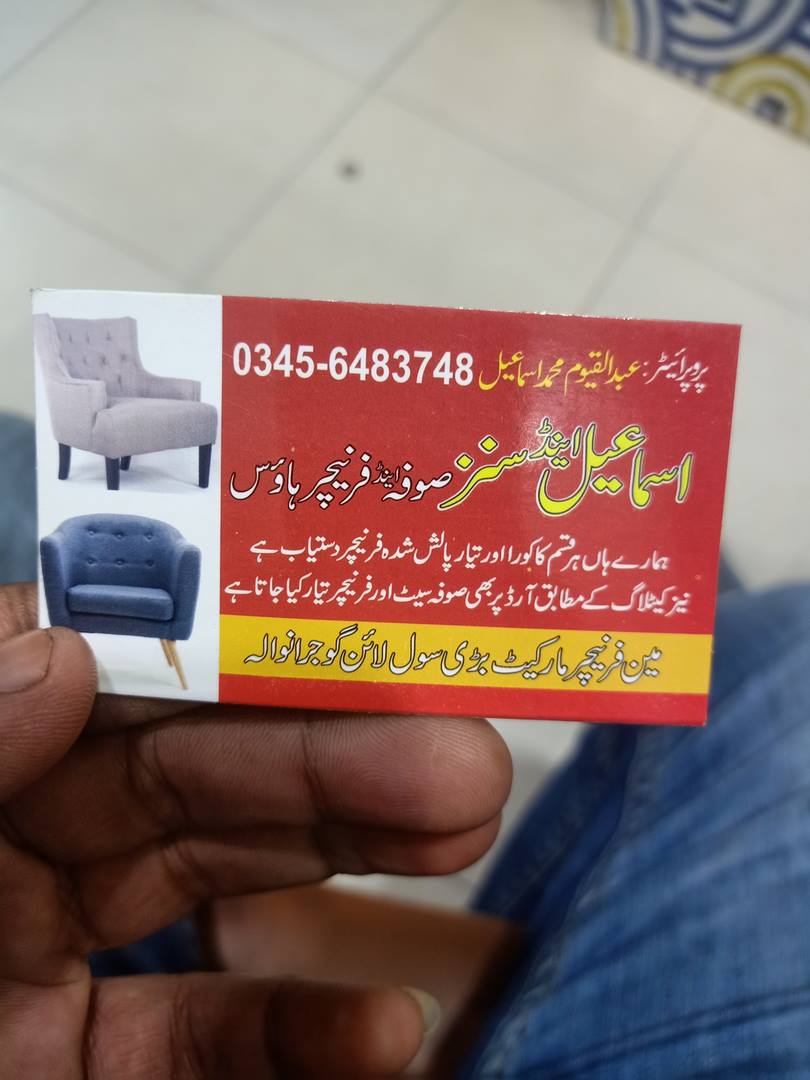 پروپرائیٹر: عبدالقیوم محمد اسماعیل 0345-6483748
اسماعیل اینڈ سنز صوفہ اینڈ فرنیچر ہاؤس
ہمارے ہاں ہر قسم کا کورا اور تیار پالش شدہ فرنیچر دستیاب ہے
نیز کیٹلاگ کے مطابق آرڈر پر بھی صوفہ سیٹ اور فرنیچر تیار کیا جاتا ہے
مین فرنیچر مارکیٹ بڑی سول لائن گوجرانوالہ